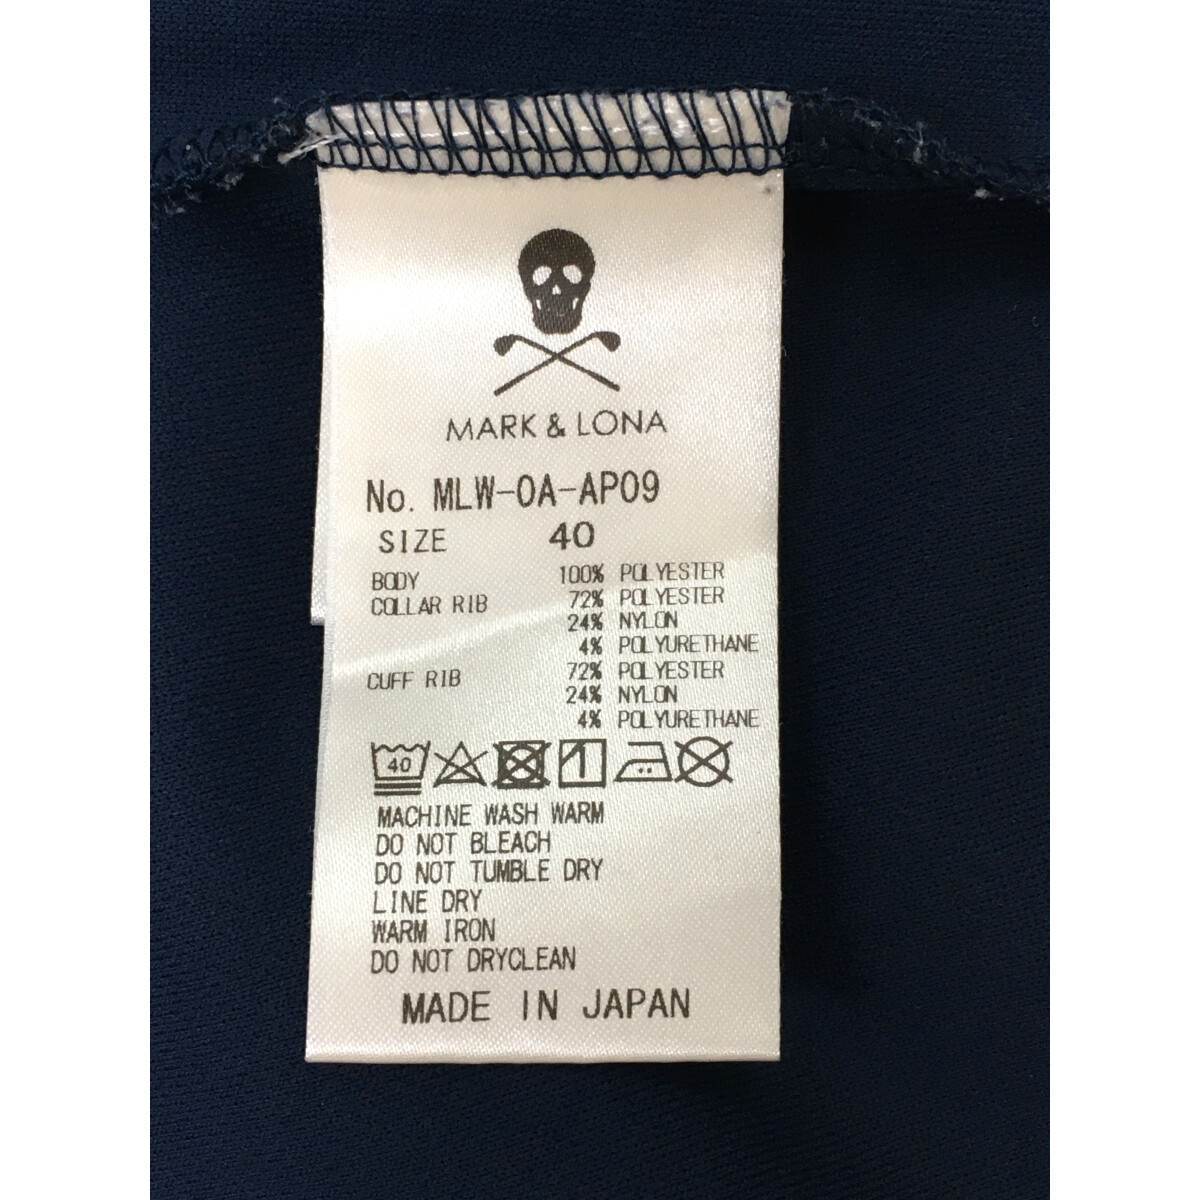 MARK & LONA
No. MLW-0A-AP09
SIZE 40
BODY 100% POLYESTER
COLLAR RIB 72% POLYESTER
24% NYLON
4% POLYURETHANE
CUFF RIB 72% POLYESTER
24% NYLON
4% POLYURETHANE
40
MACHINE WASH WARM
DO NOT BLEACH
DO NOT TUMBLE DRY
LINE DRY
WARM IRON
DO NOT DRYCLEAN
MADE IN JAPAN